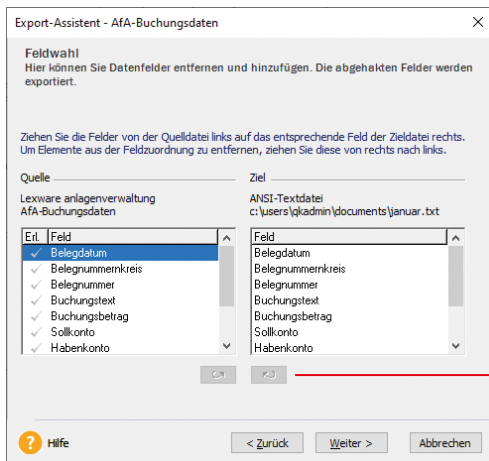 Export-Assistent - AfA-Buchungsdaten
Feldwahl
Hier können Sie Datenfelder entfernen und hinzufügen. Die abgehakten Felder werden
exportiert.
Ziehen Sie die Felder von der Quelldatei links auf das entsprechende Feld der Zieldatei rechts.
Um Elemente aus der Feldzuordnung zu entfernen, ziehen Sie diese von rechts nach links.
Quelle
Lexware anlagenverwaltung
AfA-Buchungsdaten
Erl. Feld
Belegdatum
Belegnummernkreis
Belegnummer
Buchungstext
Buchungsbetrag
Sollkonto
Habenkonto
Ziel
ANSI-Textdatei
c:\users\qkadmin\documents\januar.txt
Feld
Belegdatum
Belegnummernkreis
Belegnummer
Buchungstext
Buchungsbetrag
Sollkonto
Habenkonto
? Hilfe
< Zurück
Weiter >
Abbrechen